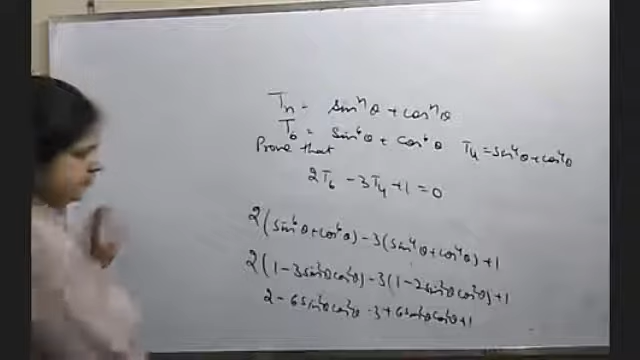 Tn = sin^n θ + cos^n θ
T6 = sin^6 θ + cos^6 θ T4 = sin^4 θ + cos^4 θ
Prove that
2T6 - 3T4 + 1 = 0
2(sin^6 θ + cos^6 θ) - 3(sin^4 θ + cos^4 θ) + 1
2(1 - 3sin^2 θ cos^2 θ) - 3(1 - 2sin^2 θ cos^2 θ) + 1
2 - 6sin^2 θ cos^2 θ - 3 + 6sin^2 θ cos^2 θ + 1